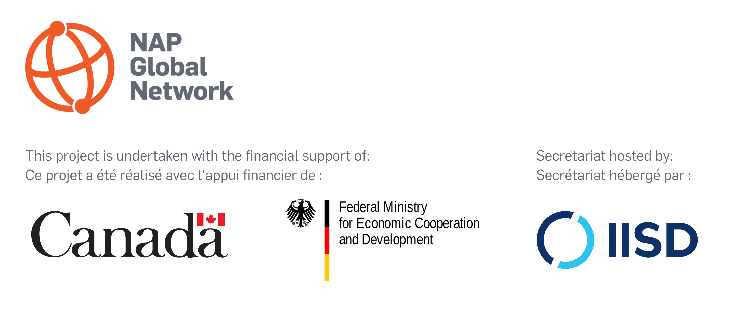 NAP
Global
Network
This project is undertaken with the financial support of:
Ce projet a été réalisé avec l'appui financier de :
Canada
Federal Ministry
for Economic Cooperation
and Development
Secretariat hosted by:
Secrétariat hébergé par :
IISD